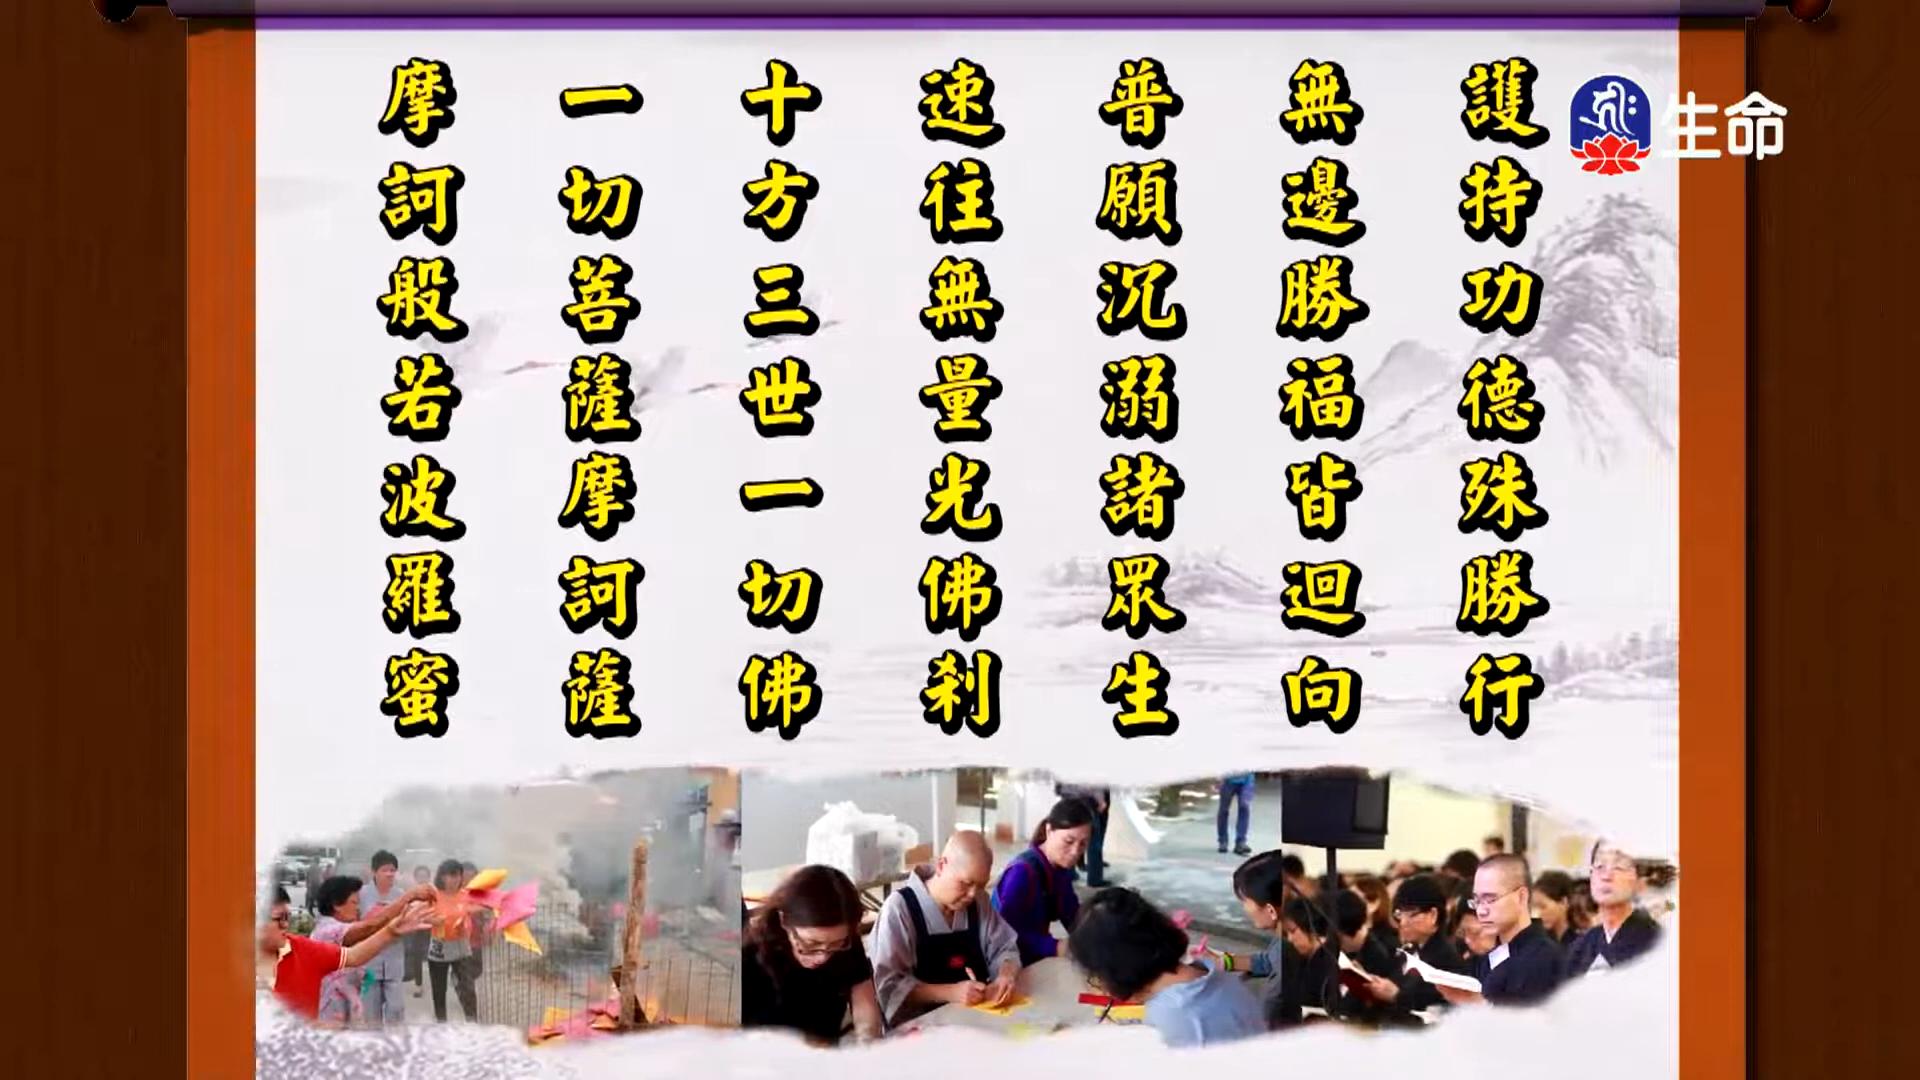 護持功德殊勝行
無邊勝福皆迴向
普願沉溺諸眾生
速往無量光佛剎
十方三世一切佛
一切菩薩摩訶薩
摩訶般若波羅蜜
生命